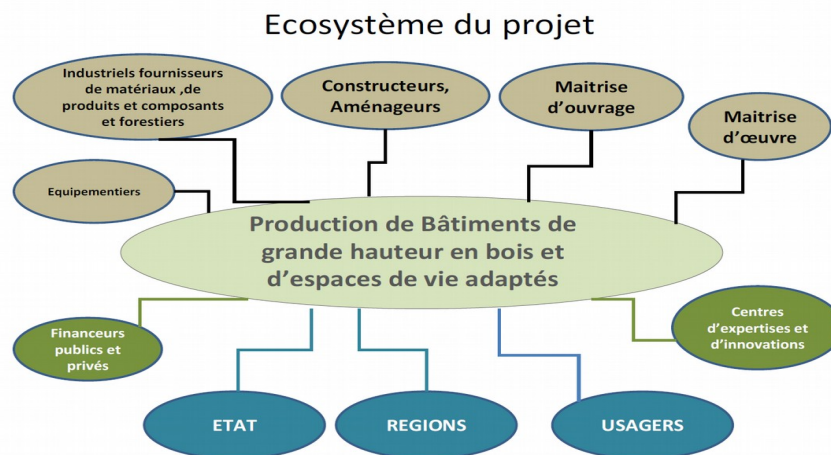 Ecosystème du projet
Industriels fournisseurs
de matériaux ,de
produits et composants
et forestiers
Constructeurs,
Aménageurs
Maitrise
d’ouvrage
Maitrise
d’œuvre
Equipementiers
Production de Bâtiments de
grande hauteur en bois et
d’espaces de vie adaptés
Financeurs
publics et
privés
Centres
d’expertises et
d’innovations
ETAT
REGIONS
USAGERS